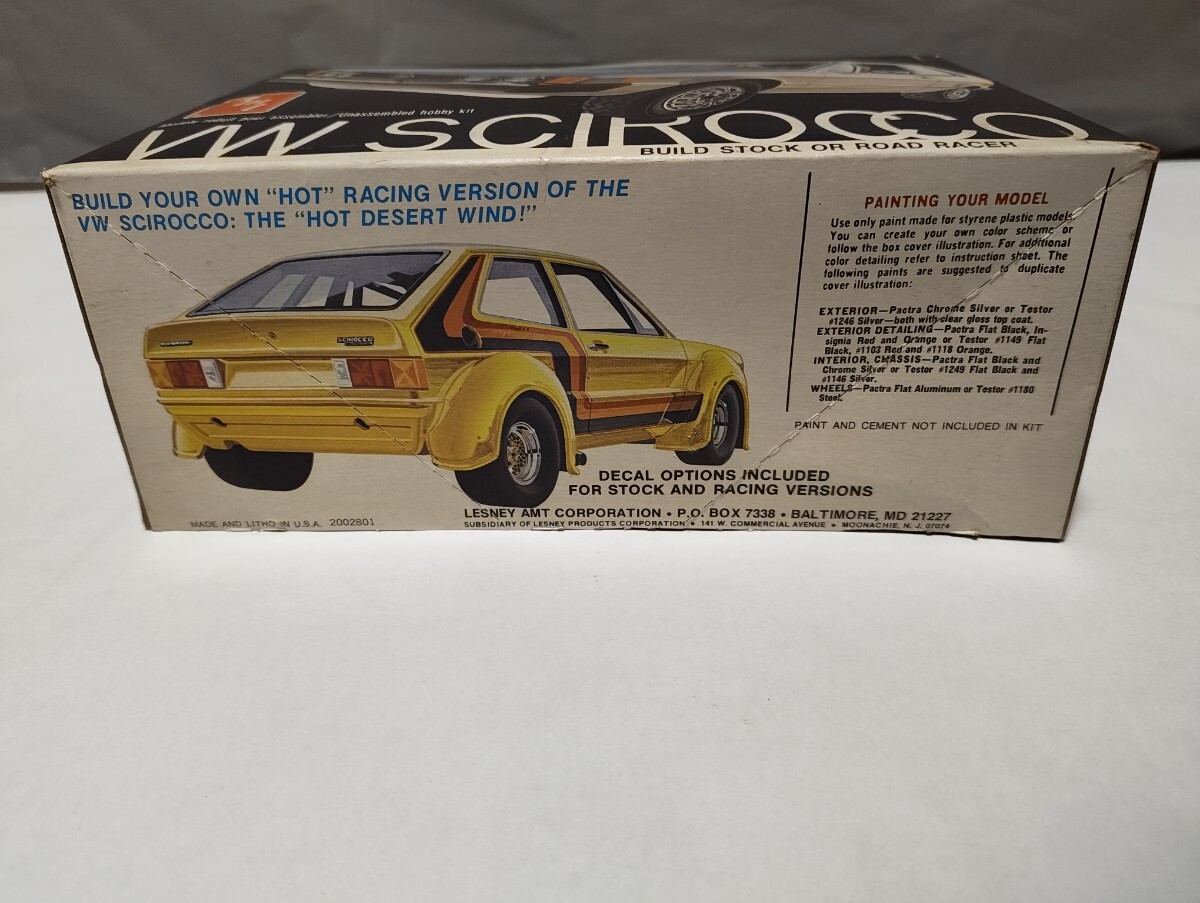 Unassembled hobby kit
VW SCIROCCO
BUILD STOCK OR ROAD RACER
BUILD YOUR OWN “HOT” RACING VERSION OF THE
VW SCIROCCO: THE “HOT DESERT WIND!”
SCIROCCO
PAINTING YOUR MODEL
Use only paint made for styrene plastic models.
You can create your own color scheme or
follow the box cover illustration. For additional
color detailing refer to instruction sheet. The
following paints are suggested to duplicate
cover illustration:
EXTERIOR—Pactra Chrome Silver or Testor
#1246 Silver—both with clear gloss top coat.
EXTERIOR DETAILING—Pactra Flat Black, In-
signia Red and Orange or Testor #1149 Flat
Black, #1103 Red and #1118 Orange.
INTERIOR, CHASSIS—Pactra Flat Black and
Chrome Silver or Testor #1249 Flat Black and
#1146 Silver.
WHEELS—Pactra Flat Aluminum or Testor #1180
Steel.
PAINT AND CEMENT NOT INCLUDED IN KIT
DECAL OPTIONS INCLUDED
FOR STOCK AND RACING VERSIONS
LESNEY AMT CORPORATION • P.O. BOX 7338 • BALTIMORE, MD 21227
SUBSIDIARY OF LESNEY PRODUCTS CORPORATION • 141 W. COMMERCIAL AVENUE • MOONACHIE, N. J. 07074
MADE AND LITHO IN U.S.A. 2002801